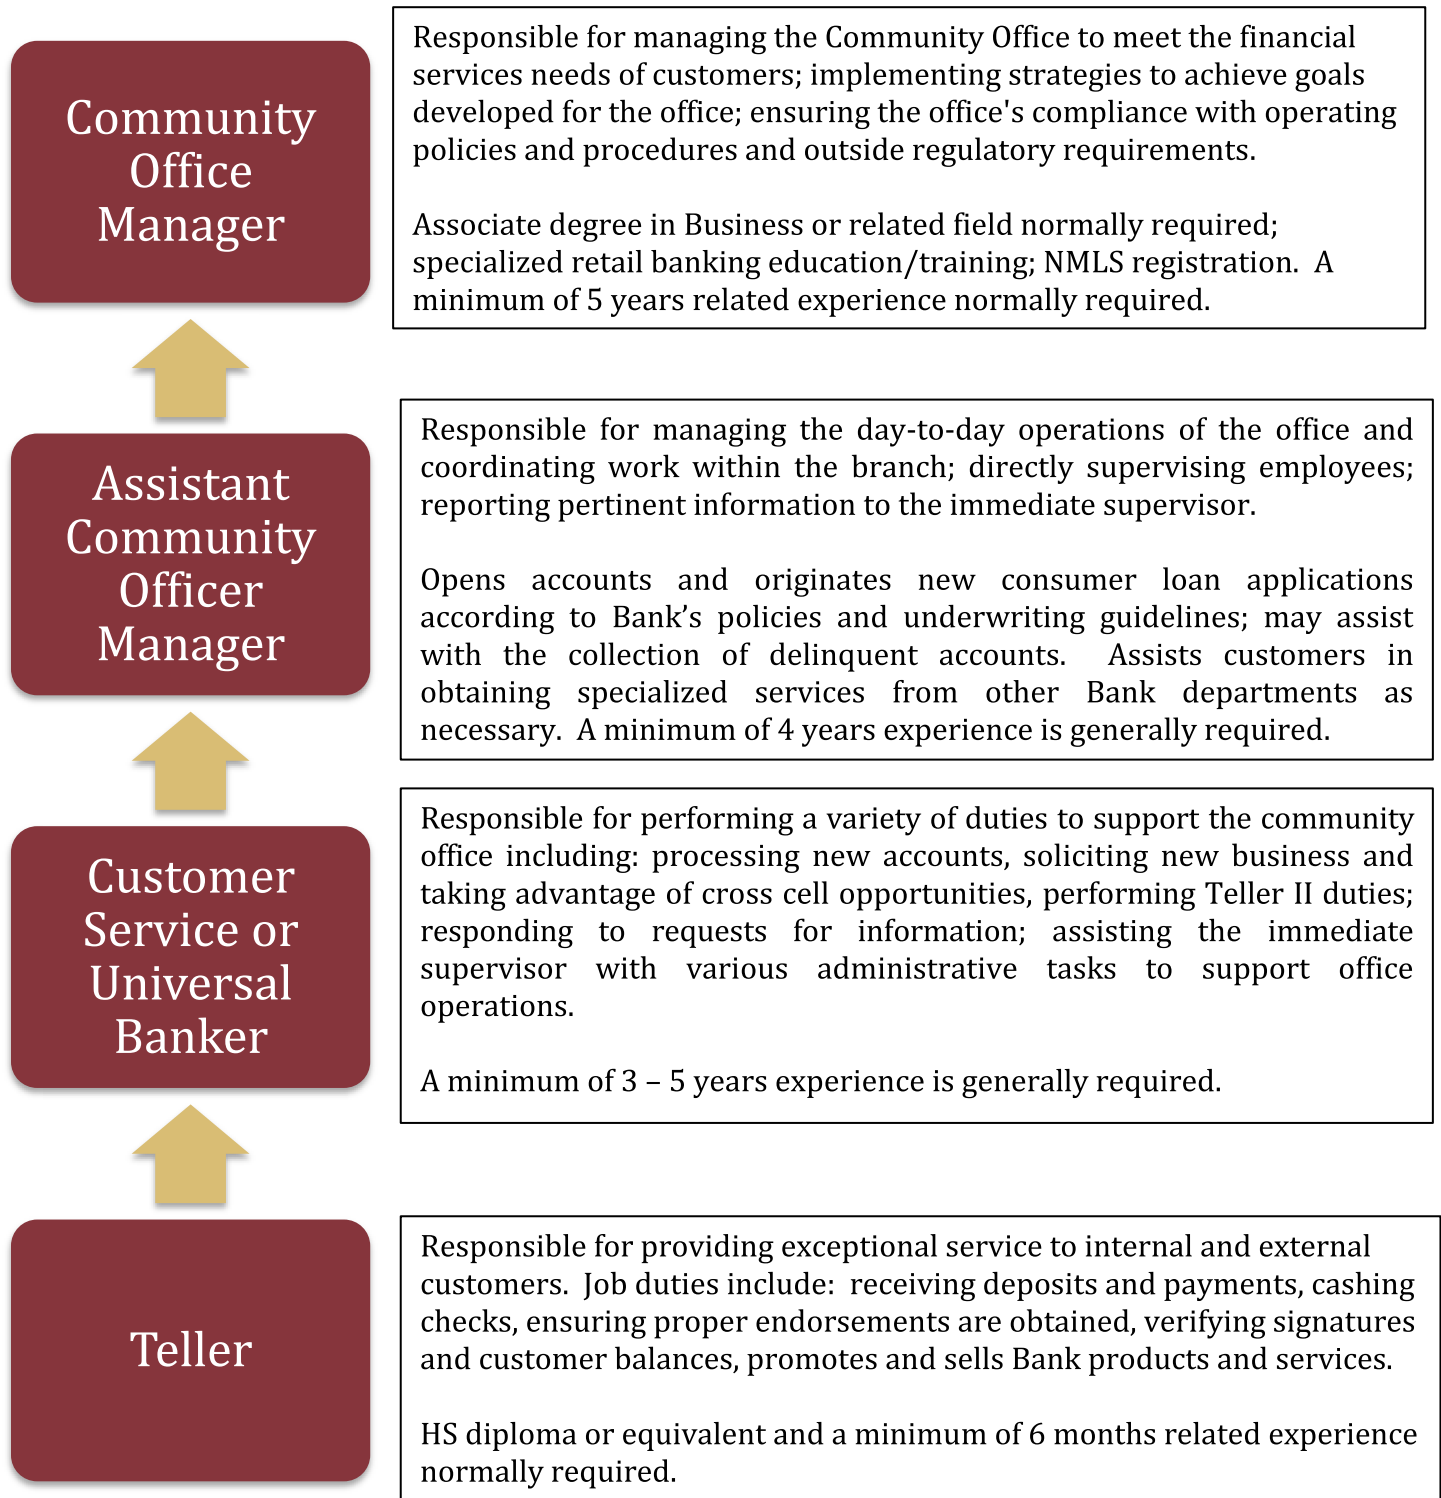 Community
Office
Manager
Responsible for managing the Community Office to meet the financial
services needs of customers; implementing strategies to achieve goals
developed for the office; ensuring the office's compliance with operating
policies and procedures and outside regulatory requirements.
Associate degree in Business or related field normally required;
specialized retail banking education/training; NMLS registration.  A
minimum of 5 years related experience normally required.
Assistant
Community
Officer
Manager
Responsible for managing the day-to-day operations of the office and
coordinating work within the branch; directly supervising employees;
reporting pertinent information to the immediate supervisor.
Opens accounts and originates new consumer loan applications
according to Bank’s policies and underwriting guidelines; may assist
with the collection of delinquent accounts.  Assists customers in
obtaining specialized services from other Bank departments as
necessary.  A minimum of 4 years experience is generally required.
Customer
Service or
Universal
Banker
Responsible for performing a variety of duties to support the community
office including: processing new accounts, soliciting new business and
taking advantage of cross cell opportunities, performing Teller II duties;
responding to requests for information; assisting the immediate
supervisor with various administrative tasks to support office
operations.
A minimum of 3 – 5 years experience is generally required.
Teller
Responsible for providing exceptional service to internal and external
customers.  Job duties include:  receiving deposits and payments, cashing
checks, ensuring proper endorsements are obtained, verifying signatures
and customer balances, promotes and sells Bank products and services.
HS diploma or equivalent and a minimum of 6 months related experience
normally required.